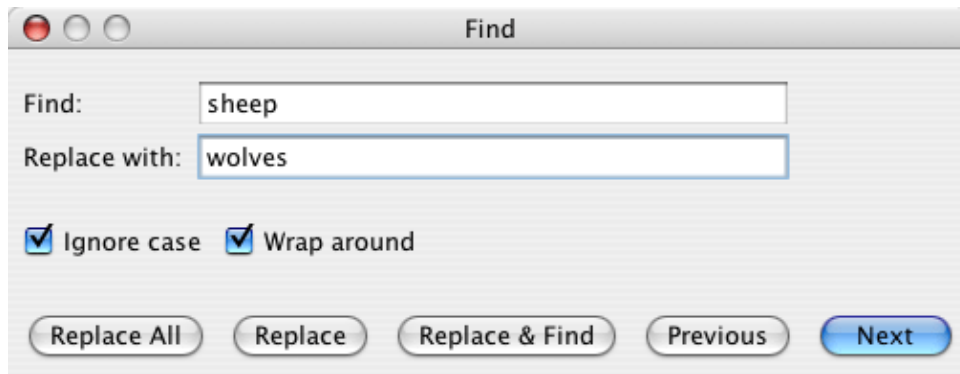 Find
Find: sheep
Replace with: wolves
Ignore case Wrap around
Replace All Replace Replace & Find Previous Next